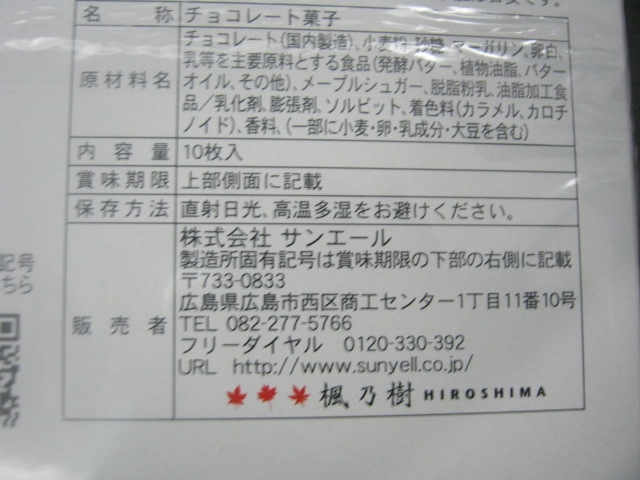 です。
名称 チョコレート菓子
原材料名
チョコレート(国内製造)、小麦粉、砂糖、マーガリン、卵白、
乳等を主要原料とする食品(発酵バター、植物油脂、バター
オイル、その他)、メープルシュガー、脱脂粉乳、油脂加工食
品/乳化剤、膨張剤、ソルビット、着色料(カラメル、カロチ
ノイド)、香料、(一部に小麦・卵・乳成分・大豆を含む)
内容量 10枚入
賞味期限 上部側面に記載
保存方法 直射日光、高温多湿をお避けください。
販売者
株式会社 サンエール
製造所固有記号は賞味期限の下部の右側に記載
〒733-0833
広島県広島市西区商工センター1丁目11番10号
TEL 082-277-5766
フリーダイヤル 0120-330-392
URL http://www.sunyell.co.jp/
楓乃樹 HIROSHIMA
記号
ちら